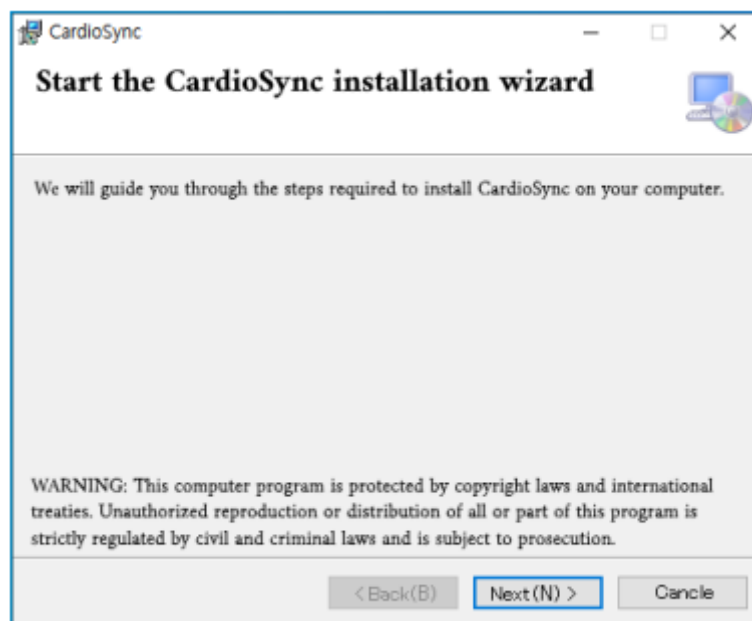 CardioSync
Start the CardioSync installation wizard
We will guide you through the steps required to install CardioSync on your computer.
WARNING: This computer program is protected by copyright laws and international
treaties. Unauthorized reproduction or distribution of all or part of this program is
strictly regulated by civil and criminal laws and is subject to prosecution.
< Back(B) Next(N) > Cancle